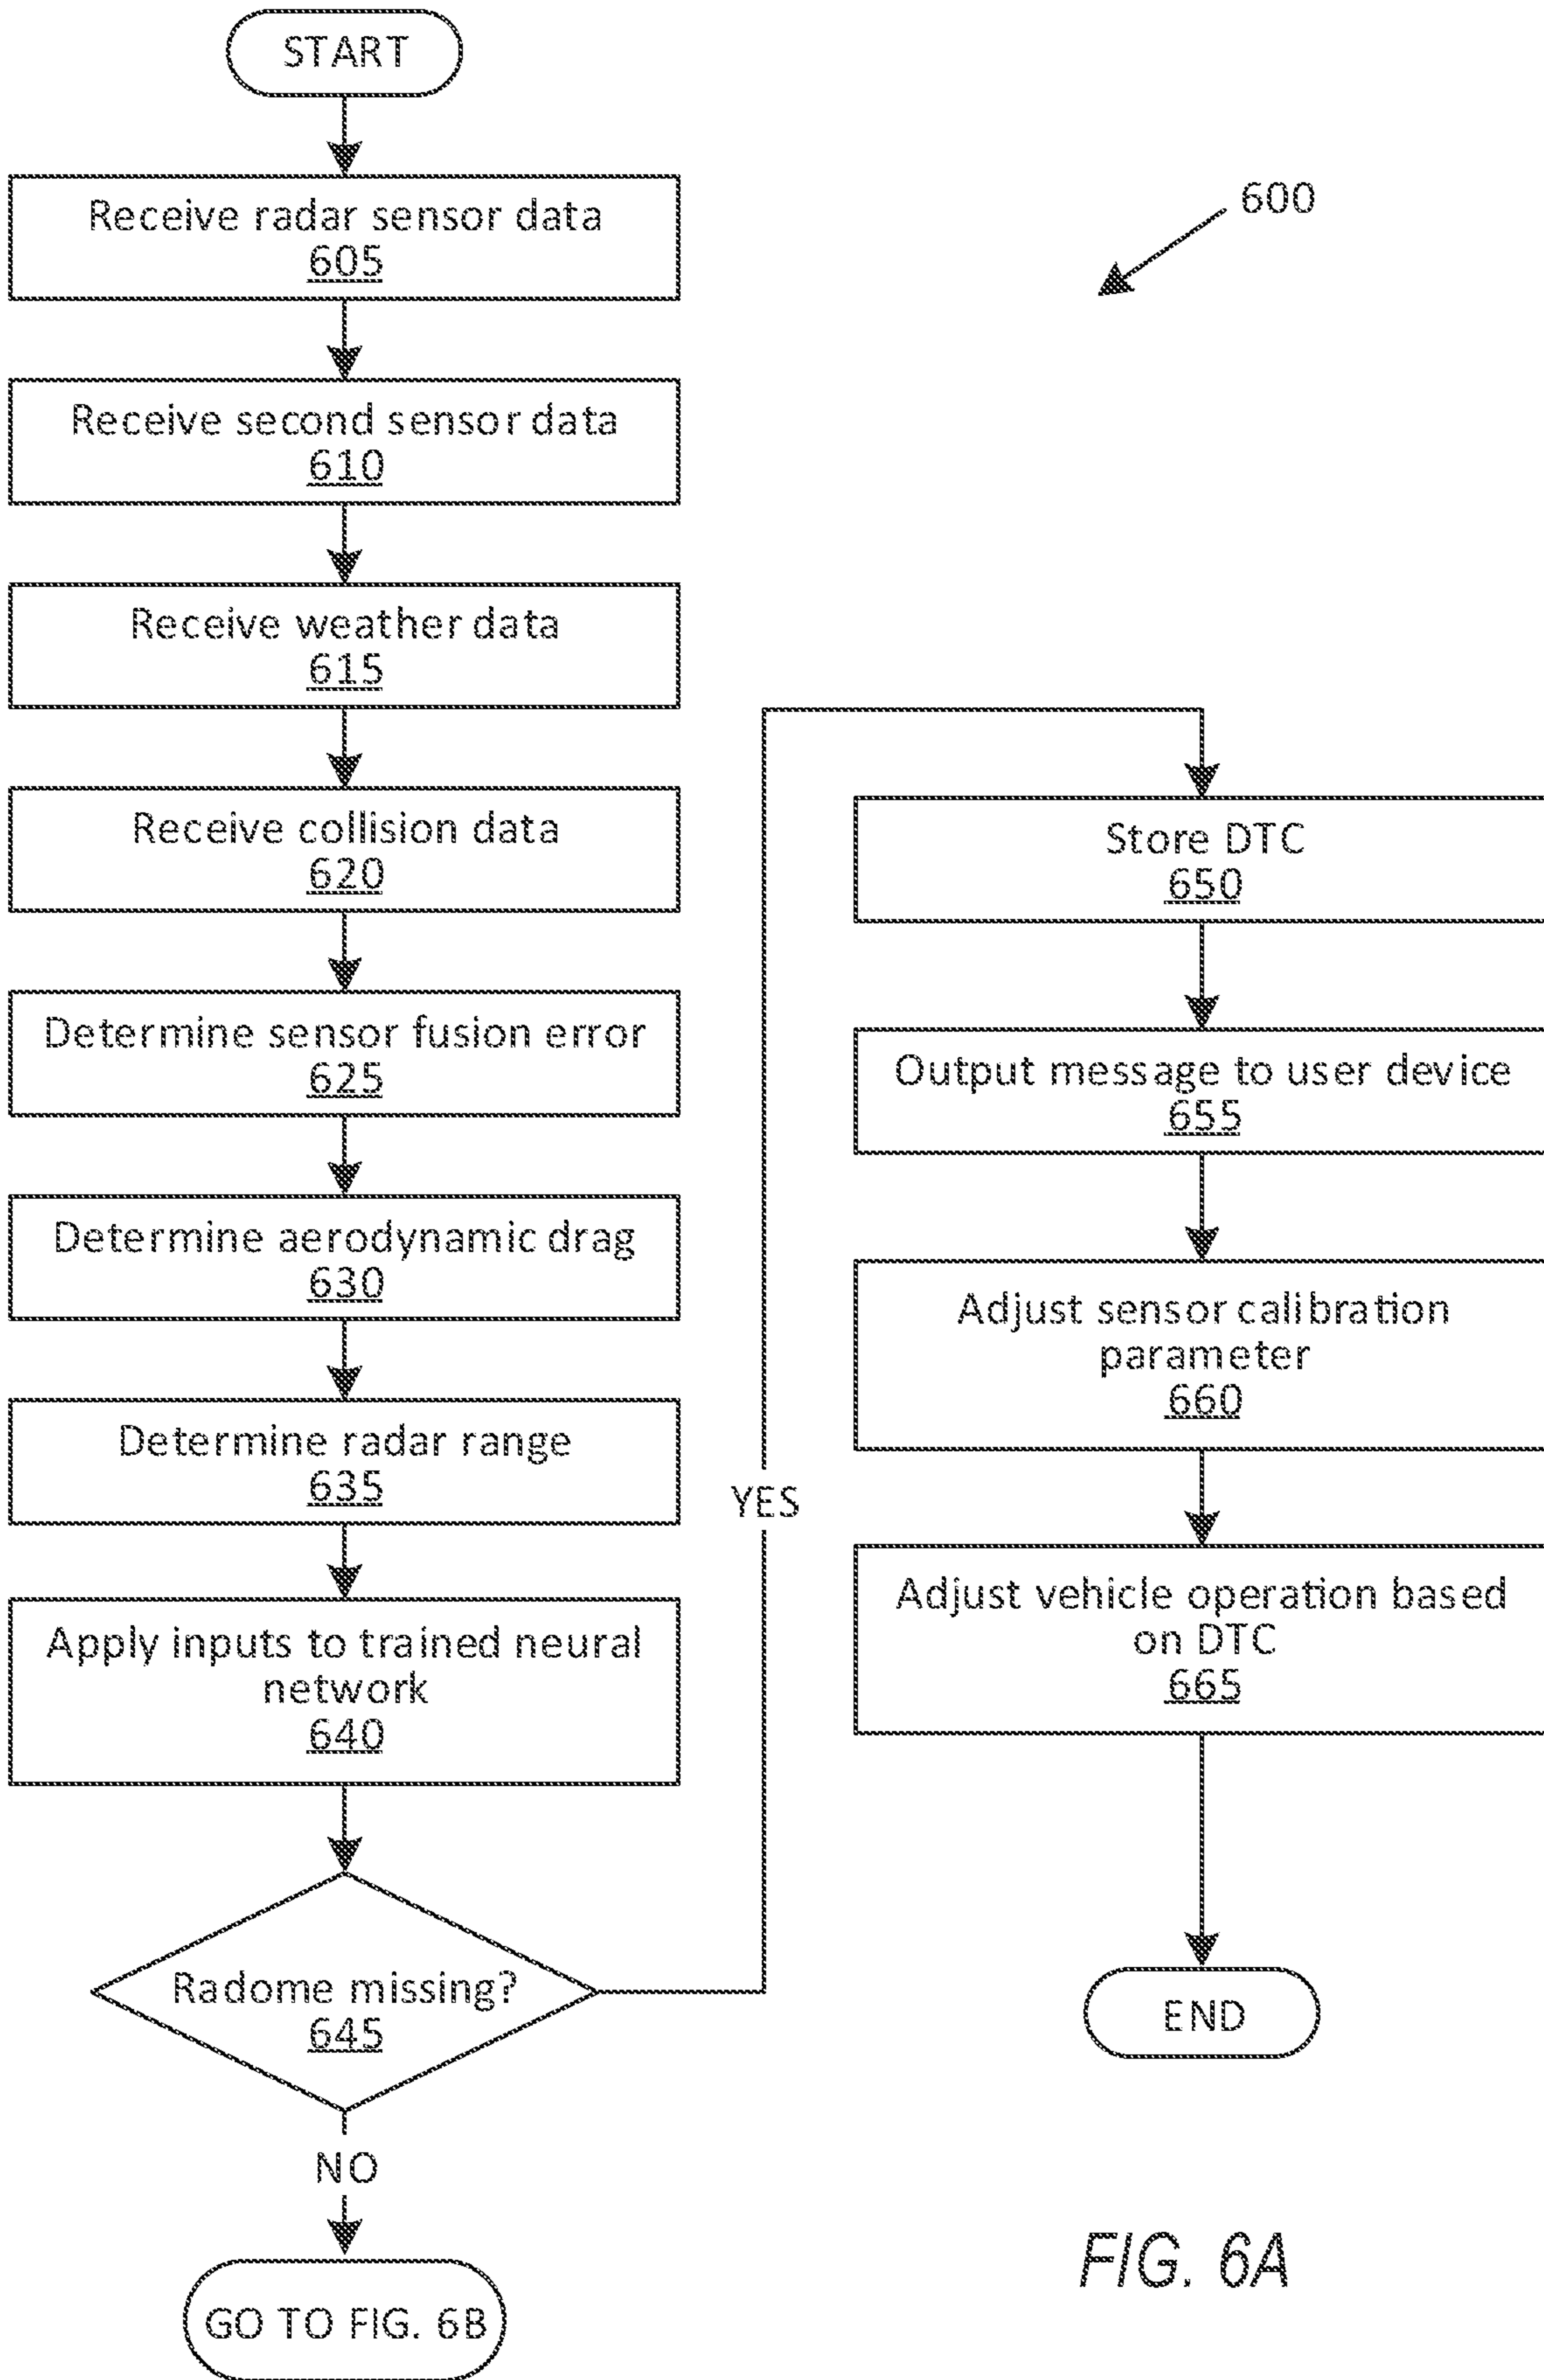 START
Receive radar sensor data
605
Receive second sensor data
610
Receive weather data
615
Receive collision data
620
Determine sensor fusion error
625
Determine aerodynamic drag
630
Determine radar range
635
Apply inputs to trained neural
network
640
Radome missing?
645
NO
GO TO FIG. 6B
YES
600
Store DTC
650
Output message to user device
655
Adjust sensor calibration
parameter
660
Adjust vehicle operation based
on DTC
665
END
FIG. 6A